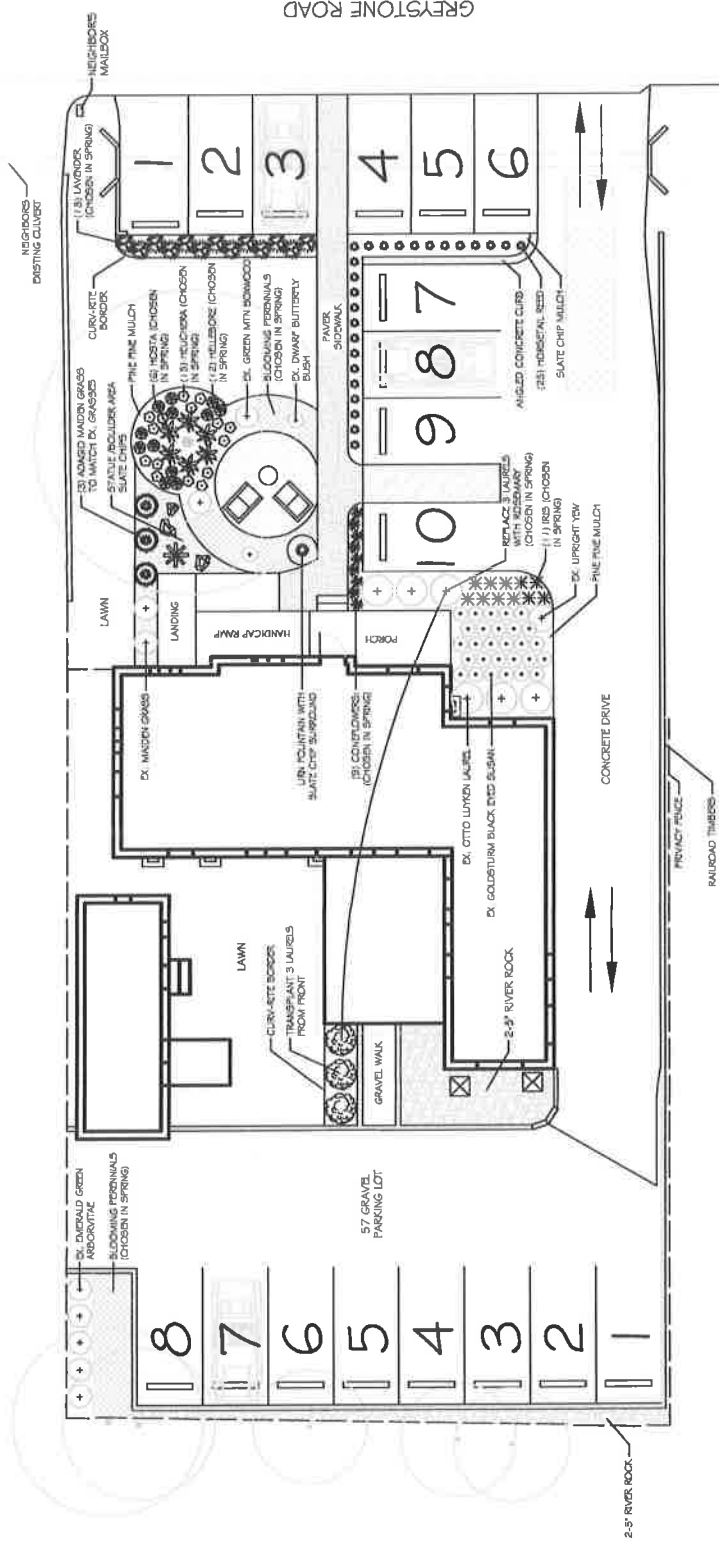 GREYSTONE ROAD
NEIGHBORS
MAILBOX
NEIGHBORS
EXISTING CULVERT
(13) LAVENDER
(CHOSEN IN SPRING)
CURV-RITE
BORDER
1
2
3
4
5
6
PINE FINE MULCH
(6) HOSTA (CHOSEN
IN SPRING)
(13) HEUCHERA (CHOSEN
IN SPRING)
(12) HELLEBORE (CHOSEN
IN SPRING)
EX. GREEN MTN BOXWOOD
BLOOMING PERENNIALS
(CHOSEN IN SPRING)
EX. DWARF BUTTERFLY
BUSH
PAVER
SIDEWALK
7
8
9
10
ANGLED CONCRETE CURB
(25) HORSETAIL REED
SLATE CHIP MULCH
(3) ADAGIO MAIDEN GRASS
TO MATCH EX. GRASSES
STATUE/BOULDER AREA
SLATE CHIPS
REPLACE 3 LAURELS
WITH ROSEMARY
(CHOSEN IN SPRING)
(11) IRIS (CHOSEN
IN SPRING)
EX. UPRIGHT YEW
PINE FINE MULCH
LAWN
LANDING
HANDICAP RAMP
PORCH
EX. MAIDEN GRASS
URN FOUNTAIN WITH
SLATE CHIP SURROUND
(9) CONEFLOWERS
(CHOSEN IN SPRING)
EX. OTTO LUYKEN LAUREL
EX. GOLDSTURM BLACK EYED SUSAN
CONCRETE DRIVE
PRIVACY FENCE
RAILROAD TIMBERS
LAWN
CURV-RITE BORDER
TRANSPLANT 3 LAURELS
FROM FRONT
GRAVEL WALK
2-5" RIVER ROCK
57 GRAVEL
PARKING LOT
EX. EMERALD GREEN
ARBORVITAE
BLOOMING PERENNIALS
(CHOSEN IN SPRING)
8
7
6
5
4
3
2
1
2-5" RIVER ROCK